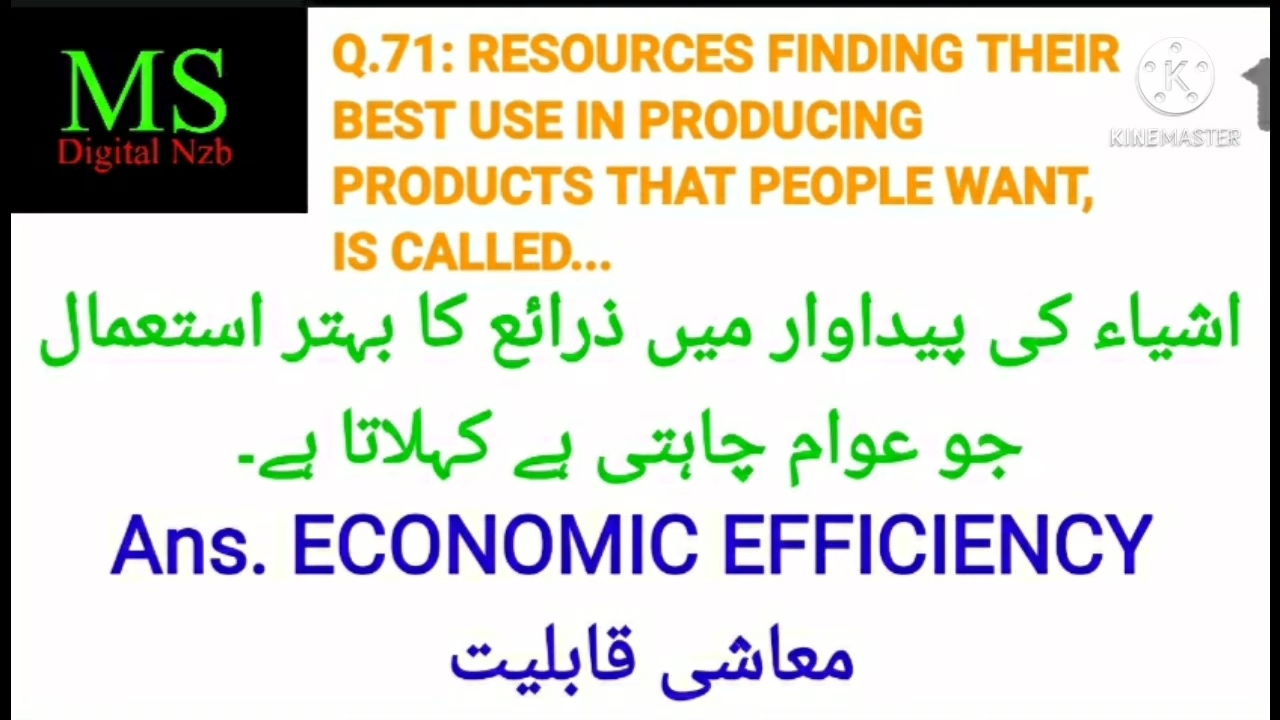 MS
Digital Nzb
Q.71: RESOURCES FINDING THEIR
BEST USE IN PRODUCING
PRODUCTS THAT PEOPLE WANT,
IS CALLED...
K
KINEMASTER
اشیاء کی پیداوار میں ذرائع کا بہتر استعمال
جو عوام چاہتی ہے کہلاتا ہے۔
Ans. ECONOMIC EFFICIENCY
معاشی قابلیت